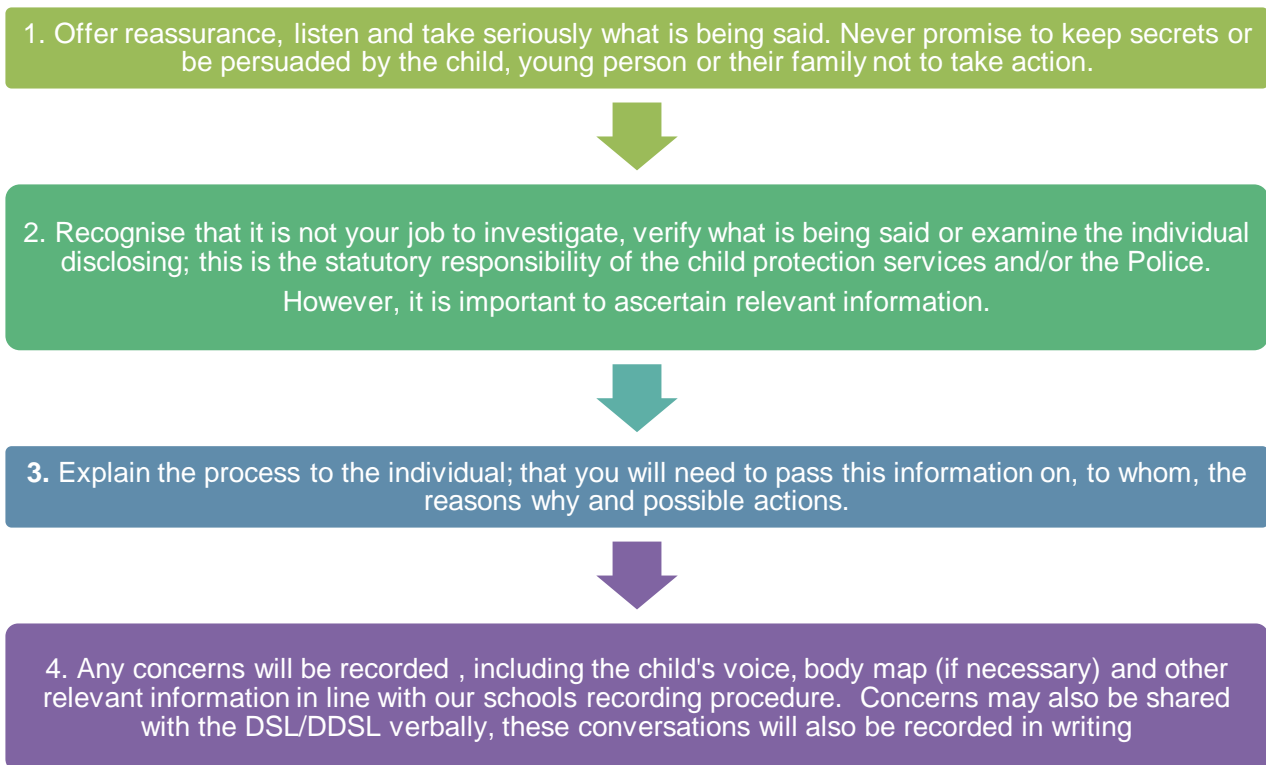 1. Offer reassurance, listen and take seriously what is being said. Never promise to keep secrets or
be persuaded by the child, young person or their family not to take action.
2. Recognise that it is not your job to investigate, verify what is being said or examine the individual
disclosing; this is the statutory responsibility of the child protection services and/or the Police.
However, it is important to ascertain relevant information.
3. Explain the process to the individual; that you will need to pass this information on, to whom, the
reasons why and possible actions.
4. Any concerns will be recorded , including the child's voice, body map (if necessary) and other
relevant information in line with our schools recording procedure.  Concerns may also be shared
with the DSL/DDSL verbally, these conversations will also be recorded in writing